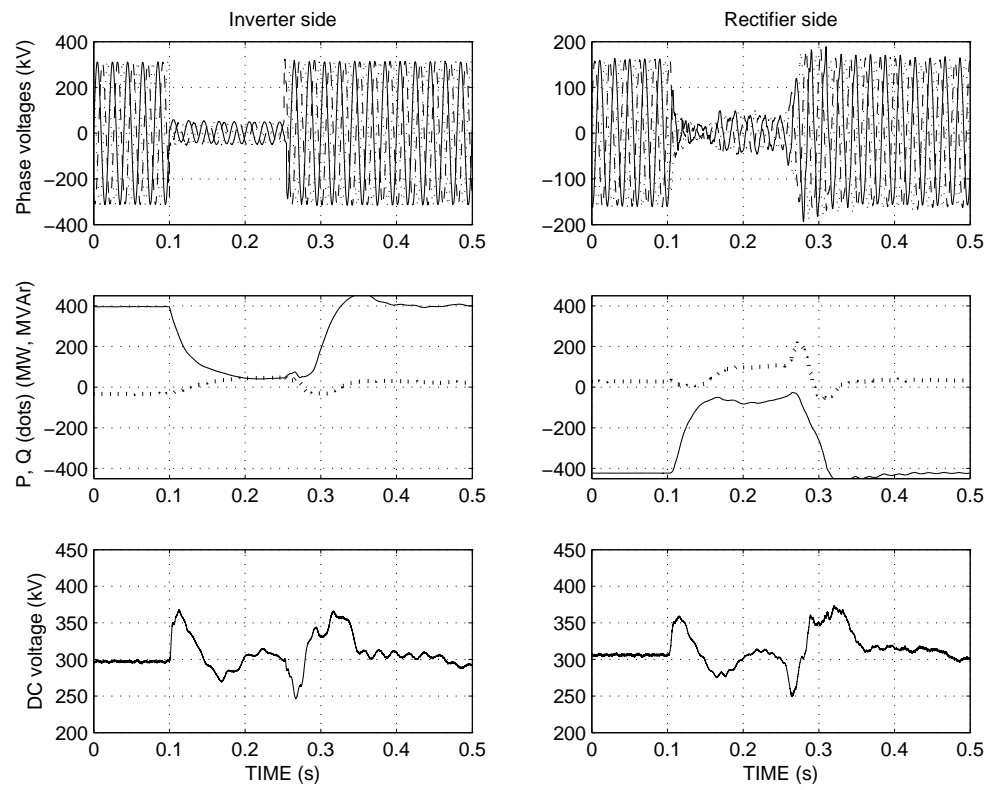 Inverter side
Rectifier side
Phase voltages (kV)
400
200
0
−200
−400
0 0.1 0.2 0.3 0.4 0.5
200
100
0
−100
−200
0 0.1 0.2 0.3 0.4 0.5
P, Q (dots) (MW, MVAr)
400
200
0
−200
−400
0 0.1 0.2 0.3 0.4 0.5
400
200
0
−200
−400
0 0.1 0.2 0.3 0.4 0.5
DC voltage (kV)
450
400
350
300
250
200
0 0.1 0.2 0.3 0.4 0.5
TIME (s)
450
400
350
300
250
200
0 0.1 0.2 0.3 0.4 0.5
TIME (s)